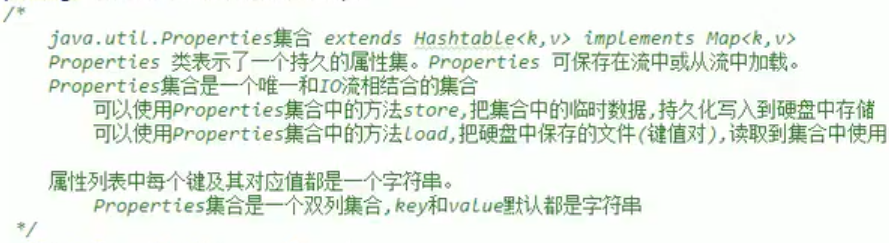 /*
java.util.Properties集合 extends Hashtable<k,v> implements Map<k,v>
Properties 类表示了一个持久的属性集。Properties 可保存在流中或从流中加载。
Properties集合是一个唯一和IO流相结合的集合
可以使用Properties集合中的方法store,把集合中的临时数据,持久化写入到硬盘中存储
可以使用Properties集合中的方法load,把硬盘中保存的文件(键值对),读取到集合中使用
属性列表中每个键及其对应值都是一个字符串。
Properties集合是一个双列集合,key和value默认都是字符串
*/